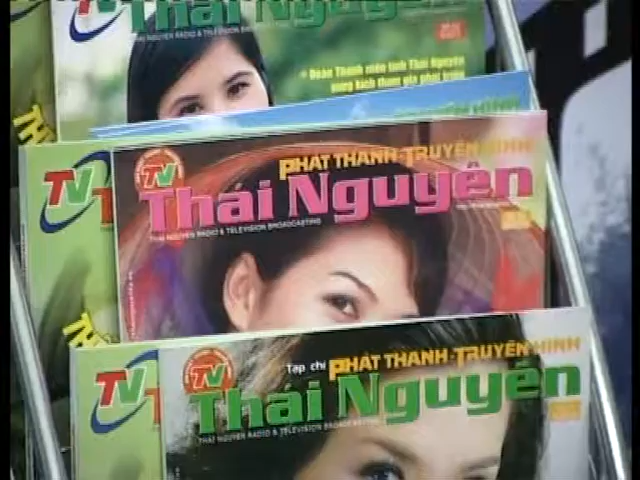 TV
Thái Nguyên
THAI NGUYEN RADIO & TELEVISION BROADCASTING
Đoàn Thanh niên tỉnh Thái Nguyên
TV
TV
PHÁT THANH-TRUYỀN HÌNH
Thái Nguyên
THAI NGUYEN RADIO & TELEVISION BROADCASTING
TV
TV
Tạp chí PHÁT THANH-TRUYỀN HÌNH
Thái Nguyên
THAI NGUYEN RADIO & TELEVISION BROADCASTING